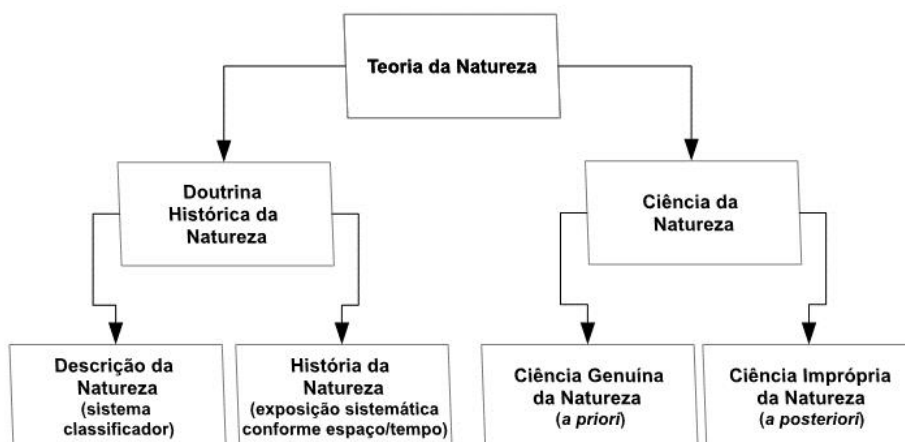 Teoria da Natureza
Doutrina
Histórica da
Natureza
Ciência da
Natureza
Descrição da
Natureza
(sistema
classificador)
História da
Natureza
(exposição sistemática
conforme espaço/tempo)
Ciência Genuína
da Natureza
(a priori)
Ciência Imprópria
da Natureza
(a posteriori)